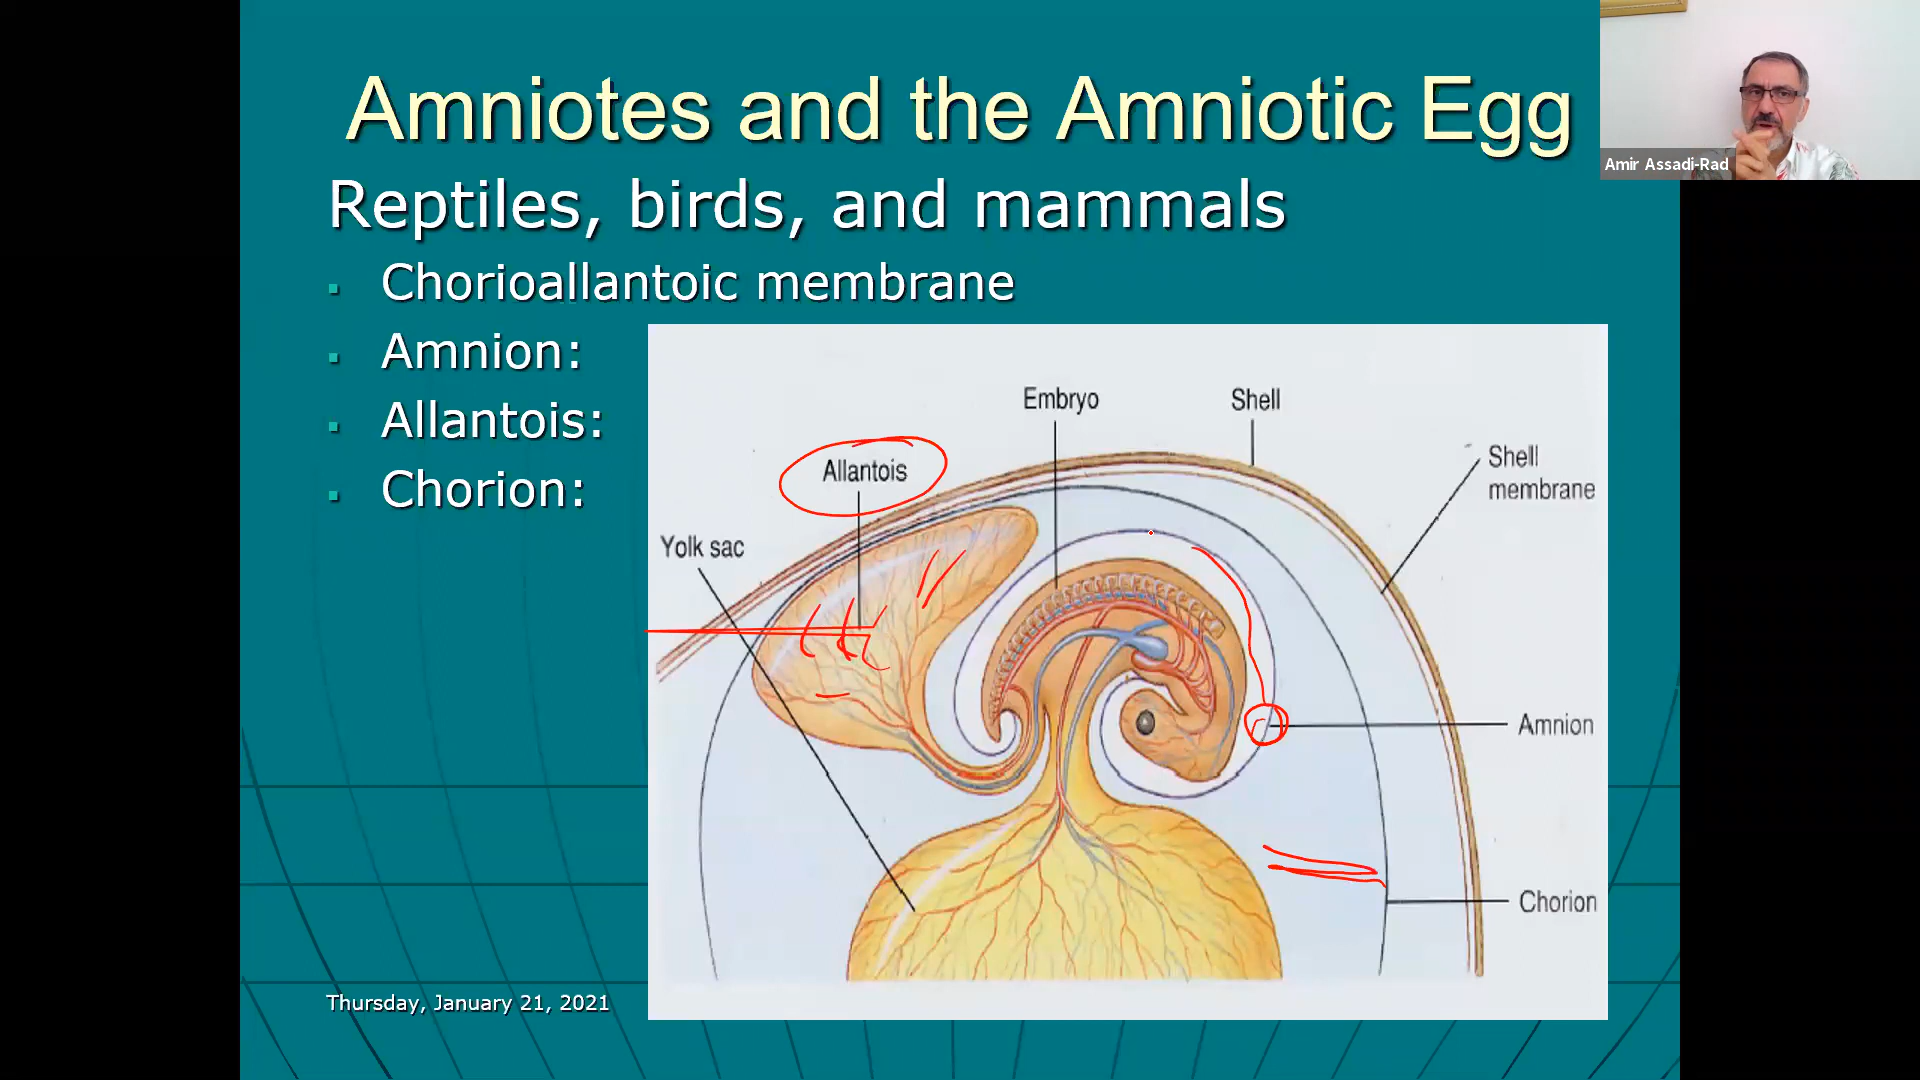 Amniotes and the Amniotic Egg
Amir Assadi-Rad
Reptiles, birds, and mammals
▪ Chorioallantoic membrane
▪ Amnion:
▪ Allantois:
▪ Chorion:
Embryo
Shell
Allantois
Shell
membrane
Yolk sac
Amnion
Chorion
Thursday, January 21, 2021